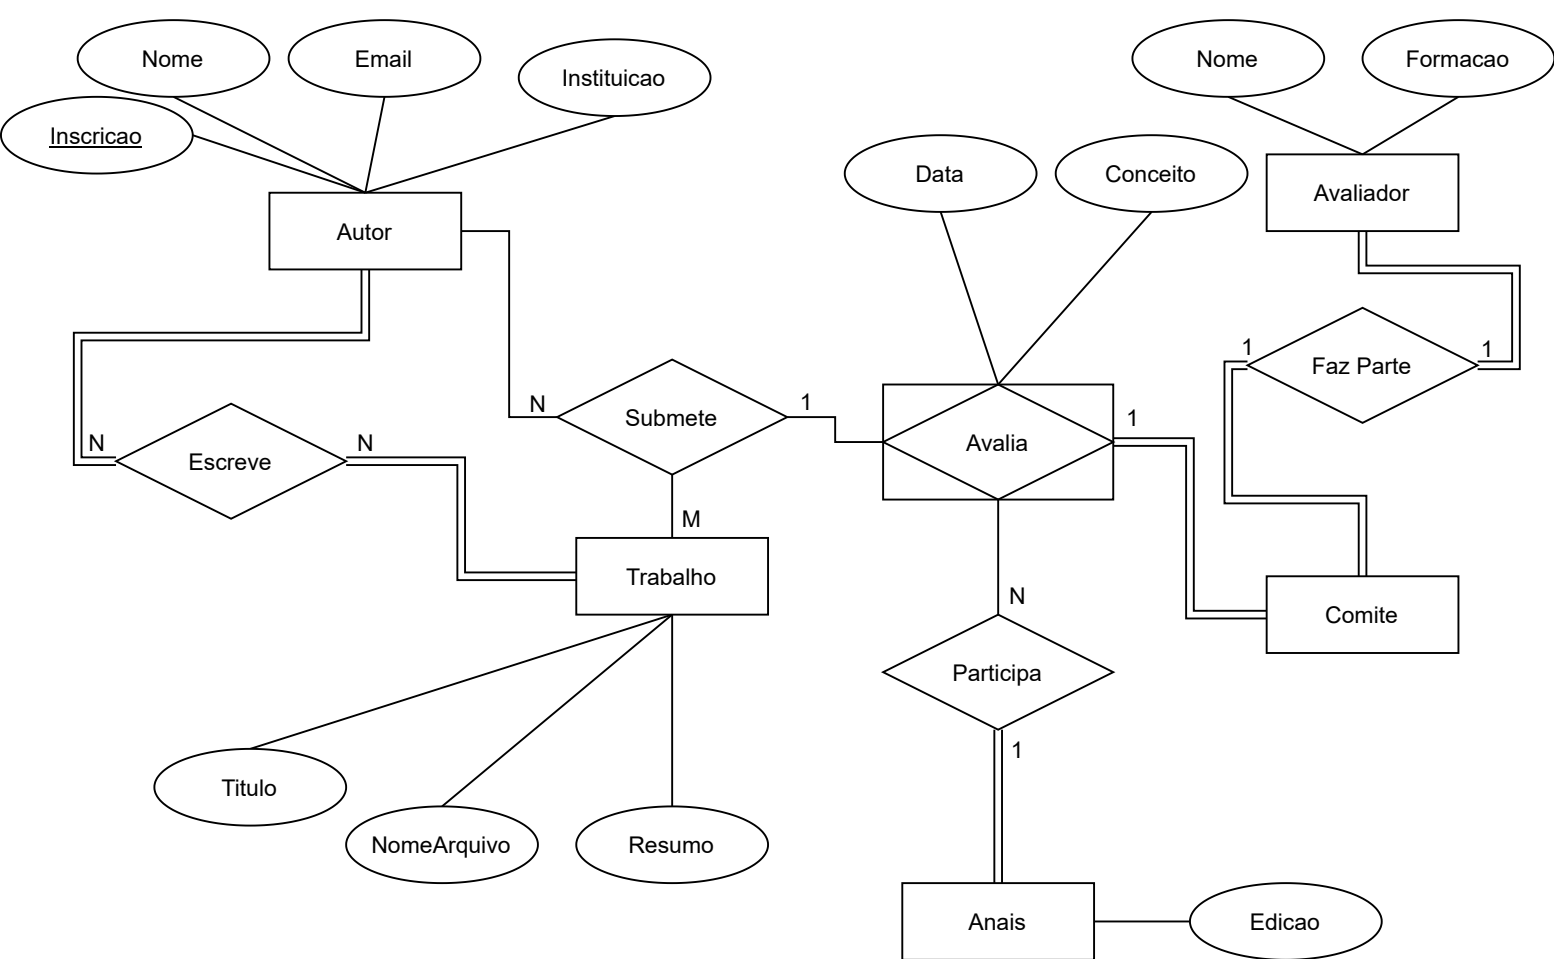 Nome
Email
Instituicao
Inscricao
Autor
Nome
Formacao
Data
Conceito
Avaliador
N
Submete
1
Avalia
1
1
Faz Parte
1
N
Escreve
N
M
Trabalho
N
Comite
Participa
1
Titulo
NomeArquivo
Resumo
Anais
Edicao